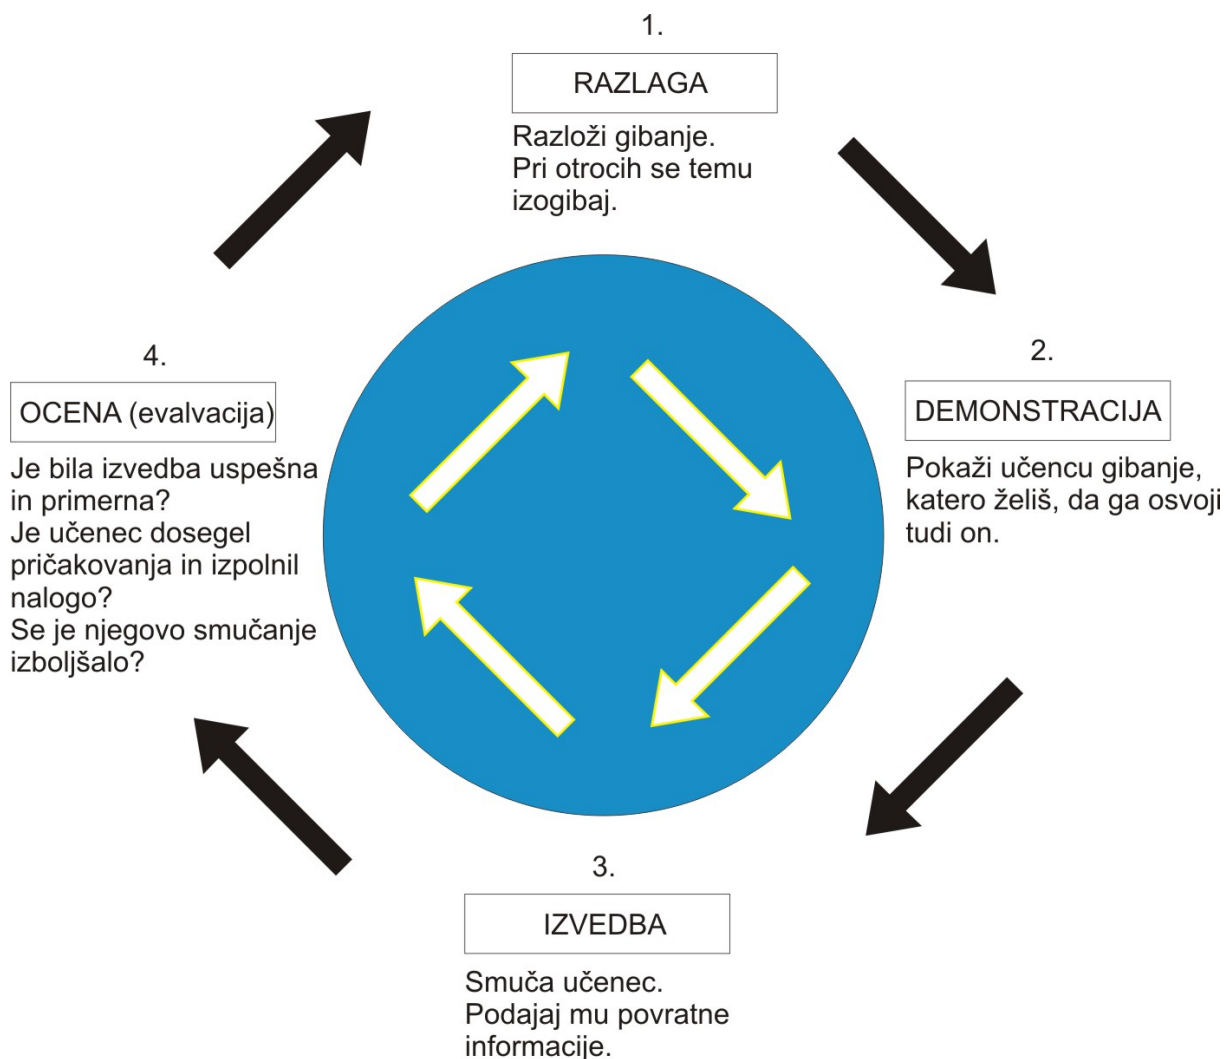 1.
RAZLAGA
Razloži gibanje.
Pri otrocih se temu
izogibaj.
2.
DEMONSTRACIJA
Pokaži učencu gibanje,
katero želiš, da ga osvoji
tudi on.
3.
IZVEDBA
Smuča učenec.
Podajaj mu povratne
informacije.
4.
OCENA (evalvacija)
Je bila izvedba uspešna
in primerna?
Je učenec dosegel
pričakovanja in izpolnil
nalogo?
Se je njegovo smučanje
izboljšalo?